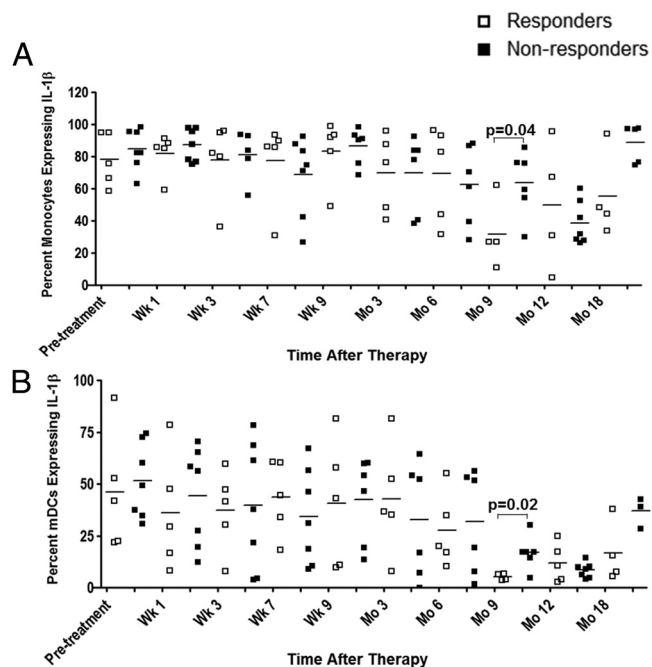 Responders
Non-responders
A
Percent Monocytes Expressing IL-1β
120
100
80
60
40
20
0
p=0.04
Pre-treatment
Wk 1
Wk 3
Wk 7
Wk 9
Mo 3
Mo 6
Mo 9
Mo 12
Mo 18
Time After Therapy
B
Percent mDCs Expressing IL-1β
100
75
50
25
0
p=0.02
Pre-treatment
Wk 1
Wk 3
Wk 7
Wk 9
Mo 3
Mo 6
Mo 9
Mo 12
Mo 18
Time After Therapy